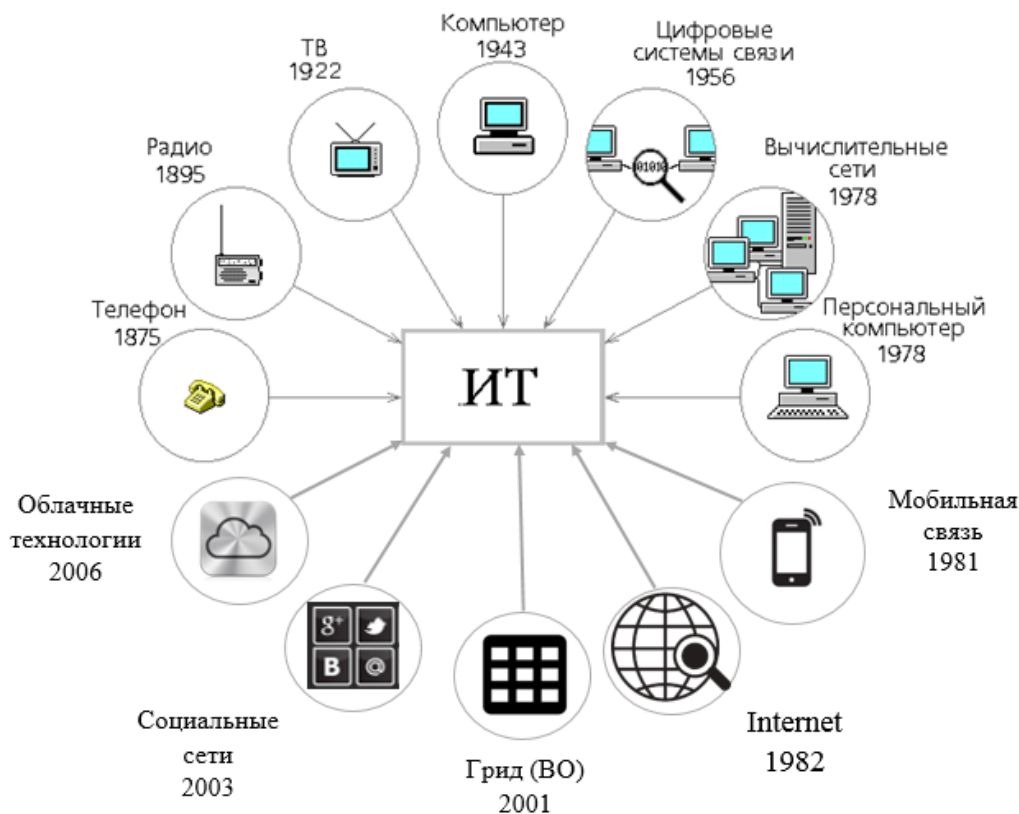 Компьютер
1943
ТВ
1922
Цифровые
системы связи
1956
01010
Радио
1895
Вычислительные
сети
1978
Телефон
1875
Персональный
компьютер
1978
ИТ
Облачные
технологии
2006
Мобильная
связь
1981
g+
B
@
Социальные
сети
2003
Internet
1982
Грид (ВО)
2001